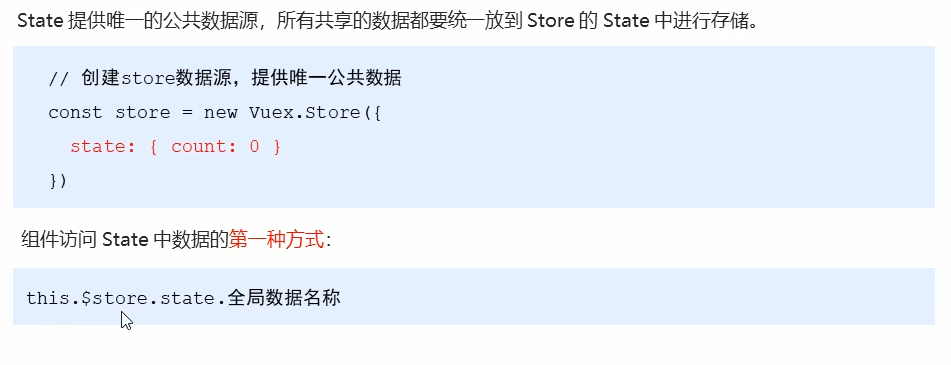 State 提供唯一的公共数据源，所有共享的数据都要统一放到 Store 的 State 中进行存储。
// 创建store数据源，提供唯一公共数据
const store = new Vuex.Store({
state: { count: 0 }
})
组件访问 State 中数据的第一种方式：
this.$store.state.全局数据名称